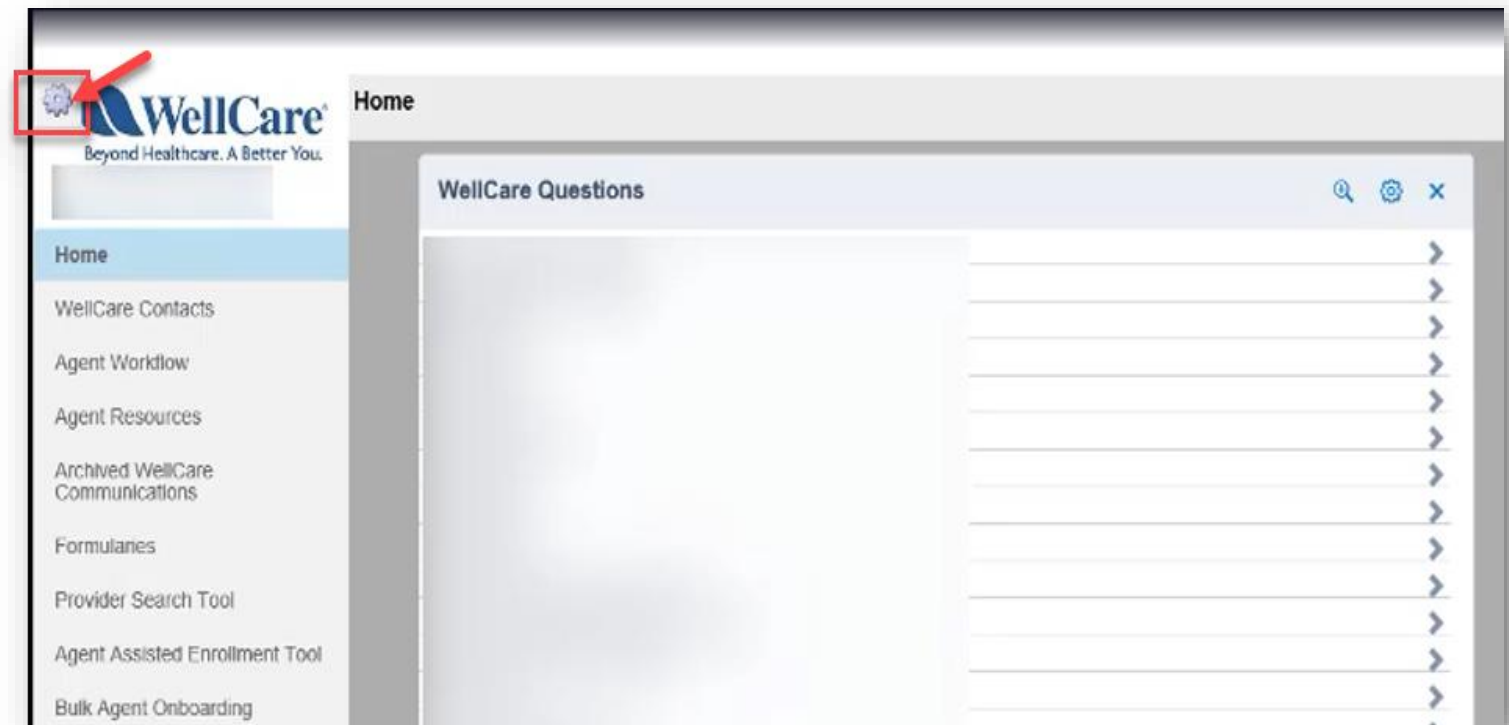 WellCare®
Beyond Healthcare. A Better You.
Home
WellCare Questions
Home
WellCare Contacts
Agent Workflow
Agent Resources
Archived WellCare
Communications
Formularies
Provider Search Tool
Agent Assisted Enrollment Tool
Bulk Agent Onboarding